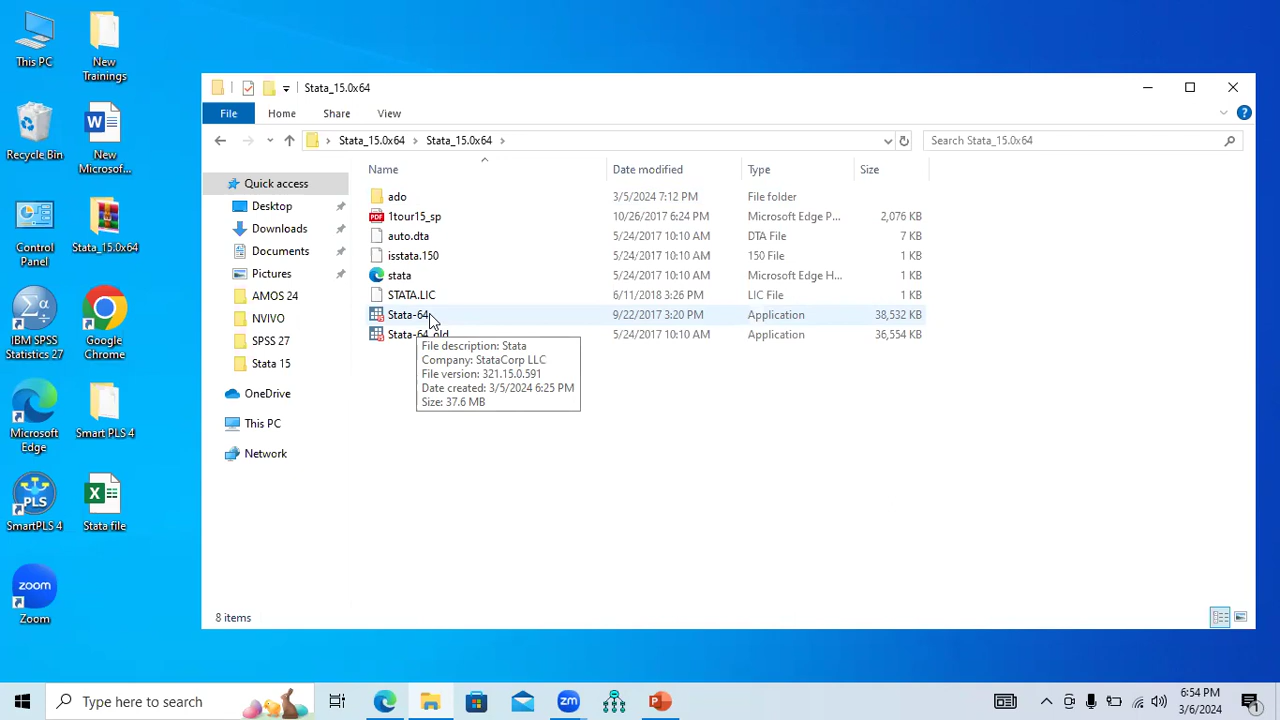 This PC
New
Trainings
Recycle Bin
New
Microsof...
Control
Panel
Stata_15.0x64
IBM SPSS
Statistics 27
Google
Chrome
Microsoft
Edge
Smart PLS 4
PLS
SmartPLS 4
Stata file
zoom
Zoom
Stata_15.0x64
File
Home
Share
View
Stata_15.0x64
Stata_15.0x64
Search Stata_15.0x64
Quick access
Desktop
Downloads
Documents
Pictures
AMOS 24
NVIVO
SPSS 27
Stata 15
OneDrive
This PC
Network
Name Date modified Type Size
ado 3/5/2024 7:12 PM File folder
1tour15_sp 10/26/2017 6:24 PM Microsoft Edge P... 2,076 KB
auto.dta 5/24/2017 10:10 AM DTA File 7 KB
isstata.150 5/24/2017 10:10 AM 150 File 1 KB
stata 5/24/2017 10:10 AM Microsoft Edge H... 1 KB
STATA.LIC 6/11/2018 3:26 PM LIC File 1 KB
Stata-64 9/22/2017 3:20 PM Application 38,532 KB
Stata-64_old 5/24/2017 10:10 AM Application 36,554 KB
File description: Stata
Company: StataCorp LLC
File version: 321.15.0.591
Date created: 3/5/2024 6:25 PM
Size: 37.6 MB
8 items
Type here to search
zm
6:54 PM
3/6/2024